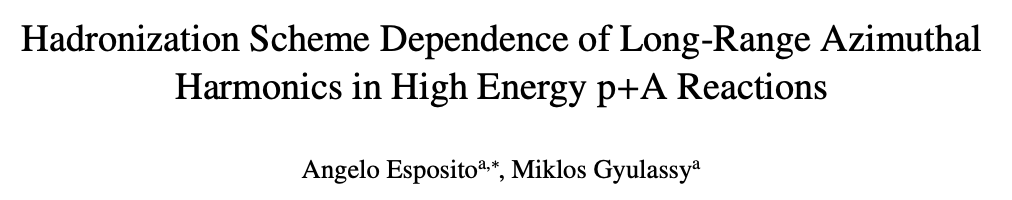 Hadronization Scheme Dependence of Long-Range Azimuthal
Harmonics in High Energy p+A Reactions
Angelo Espositoᵃ,*, Miklos Gyulassyᵃ